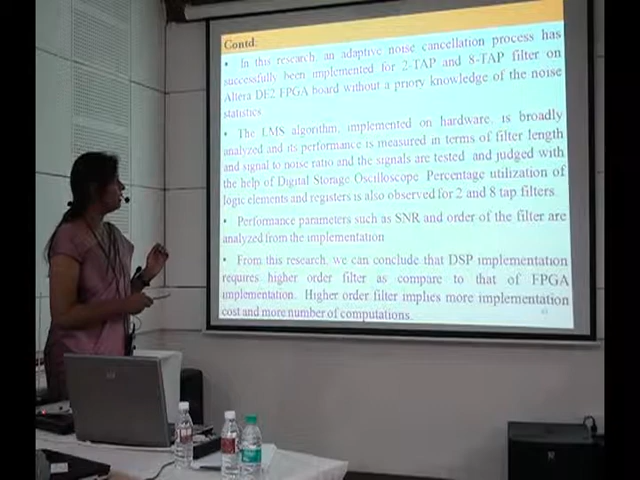 Contd.
• In this research, an adaptive noise cancellation process has
successfully been implemented for 2-TAP and 8-TAP filter on
Altera DE2 FPGA board without a priory knowledge of the noise
statistics.
• The LMS algorithm, implemented on hardware, is broadly
analyzed and its performance is measured in terms of filter length
and signal to noise ratio and the signals are tested and judged with
the help of Digital Storage Oscilloscope. Percentage utilization of
logic elements and registers is also observed for 2 and 8 tap filters.
• Performance parameters such as SNR and order of the filter are
analyzed from the implementation
• From this research, we can conclude that DSP implementation
requires higher order filter as compare to that of FPGA
implementation. Higher order filter implies more implementation
cost and more number of computations.